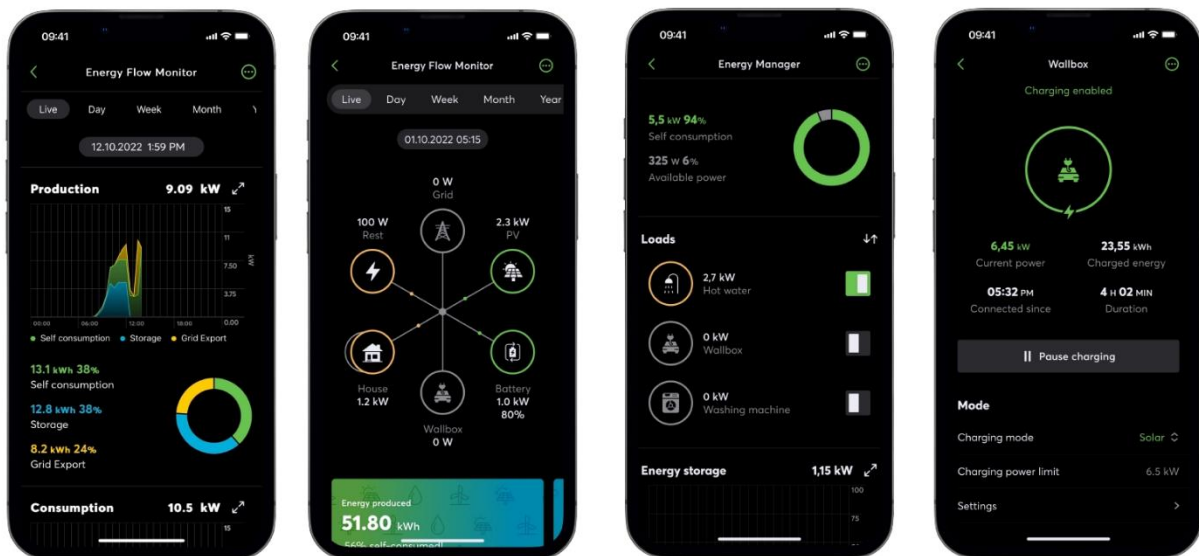 09:41
Energy Flow Monitor
Live Day Week Month
12.10.2022 1:59 PM
Production 9.09 kW
15
11
7.50
kW
3.75
0.00
00:00 06:00 12:00 18:00
Self consumption Storage Grid Export
13.1 kWh 38%
Self consumption
12.8 kWh 38%
Storage
8.2 kWh 24%
Grid Export
Consumption 10.5 kW
15
09:41
Energy Flow Monitor
Live Day Week Month Year
01.10.2022 05:15
0 W
Grid
100 W
Rest
2.3 kW
PV
House
1.2 kW
Battery
1.0 kW
80%
Wallbox
0 W
Energy produced
51.80 kWh
56% self-consumed!
09:41
Energy Manager
5,5 kW 94%
Self consumption
325 W 6%
Available power
Loads
2,7 kW
Hot water
0 kW
Wallbox
0 kW
Washing machine
Energy storage 1,15 kW
100
75
09:41
Wallbox
Charging enabled
6,45 kW
Current power
23,55 kWh
Charged energy
05:32 PM
Connected since
4 H 02 MIN
Duration
Pause charging
Mode
Charging mode Solar
Charging power limit 6.5 kW
Settings